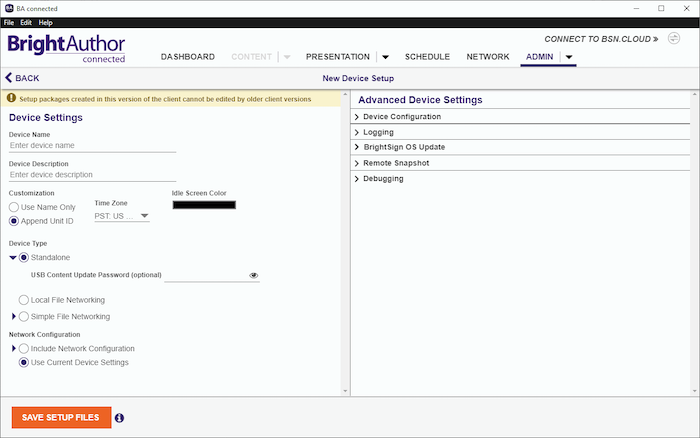 BA connected
File Edit Help
BrightAuthor
connected
DASHBOARD CONTENT PRESENTATION SCHEDULE NETWORK ADMIN
CONNECT TO BSN.CLOUD »
BACK
New Device Setup
Setup packages created in this version of the client cannot be edited by older client versions
Device Settings
Device Name
Enter device name
Device Description
Enter device description
Customization
Use Name Only
Append Unit ID
Time Zone
PST: US ...
Idle Screen Color
Device Type
Standalone
USB Content Update Password (optional)
Local File Networking
Simple File Networking
Network Configuration
Include Network Configuration
Use Current Device Settings
Advanced Device Settings
Device Configuration
Logging
BrightSign OS Update
Remote Snapshot
Debugging
SAVE SETUP FILES